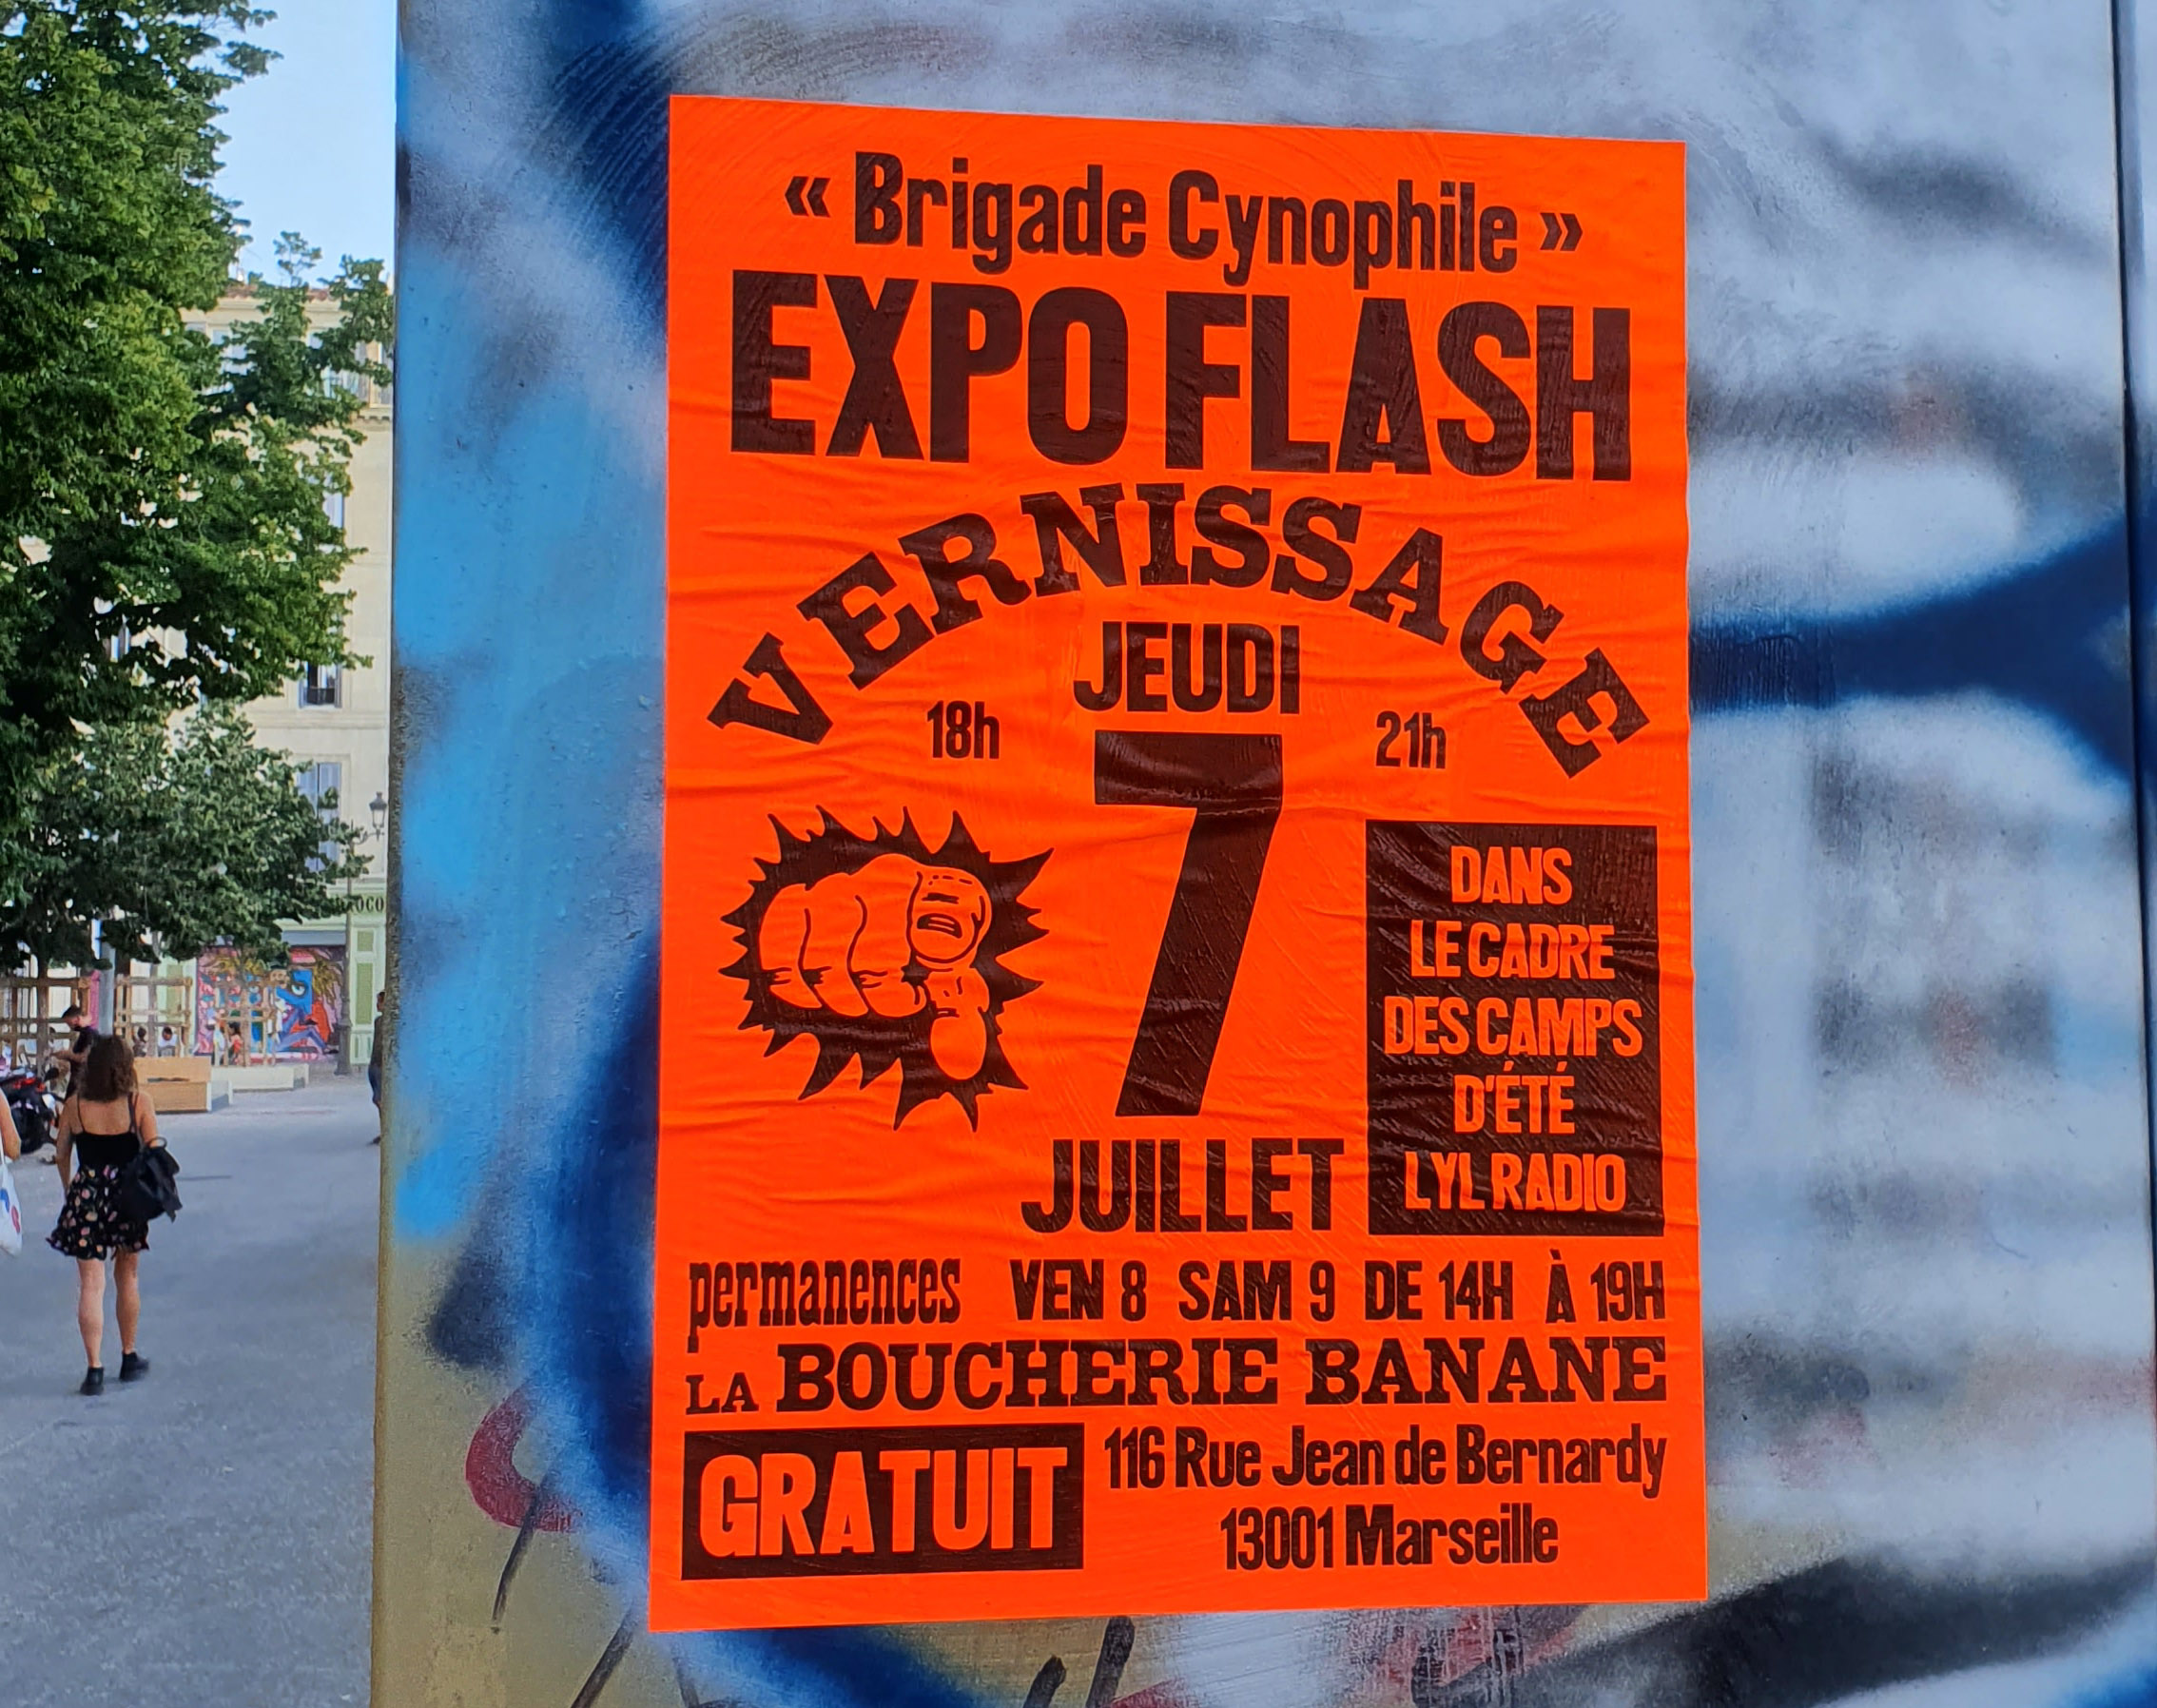 « Brigade Cynophile »
EXPO FLASH
VERNISSAGE
JEUDI
18h
21h
7
JUILLET
DANS
LE CADRE
DES CAMPS
D'ÉTÉ
LYL RADIO
permanences VEN 8 SAM 9 DE 14H À 19H
LA BOUCHERIE BANANE
GRATUIT
116 Rue Jean de Bernardy
13001 Marseille